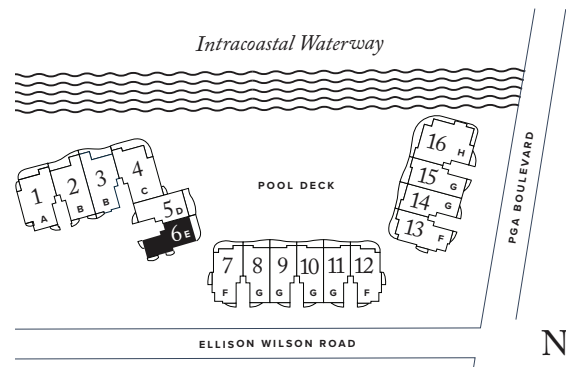 Intracoastal Waterway
16 H
15 G
14 G
13 F
PGA BOULEVARD
1 A
2 B
3 B
4 C
5 D
6 E
POOL DECK
7 F
8 G
9 G
10 G
11 G
12 F
ELLISON WILSON ROAD
N